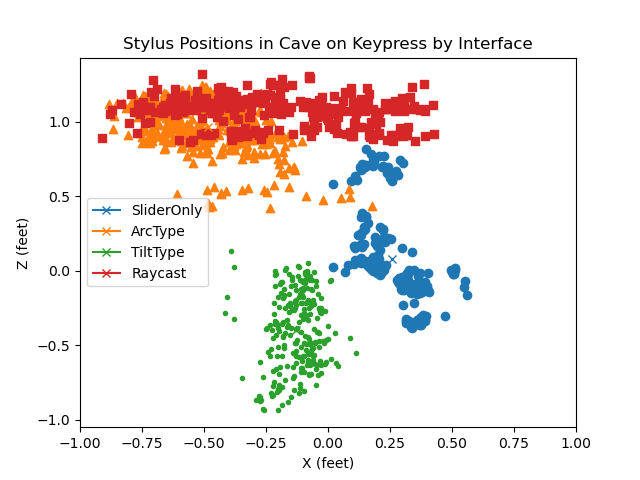 Stylus Positions in Cave on Keypress by Interface
Z (feet)
1.0
0.5
0.0
−0.5
−1.0
SliderOnly
ArcType
TiltType
Raycast
−1.00 −0.75 −0.50 −0.25 0.00 0.25 0.50 0.75 1.00
X (feet)